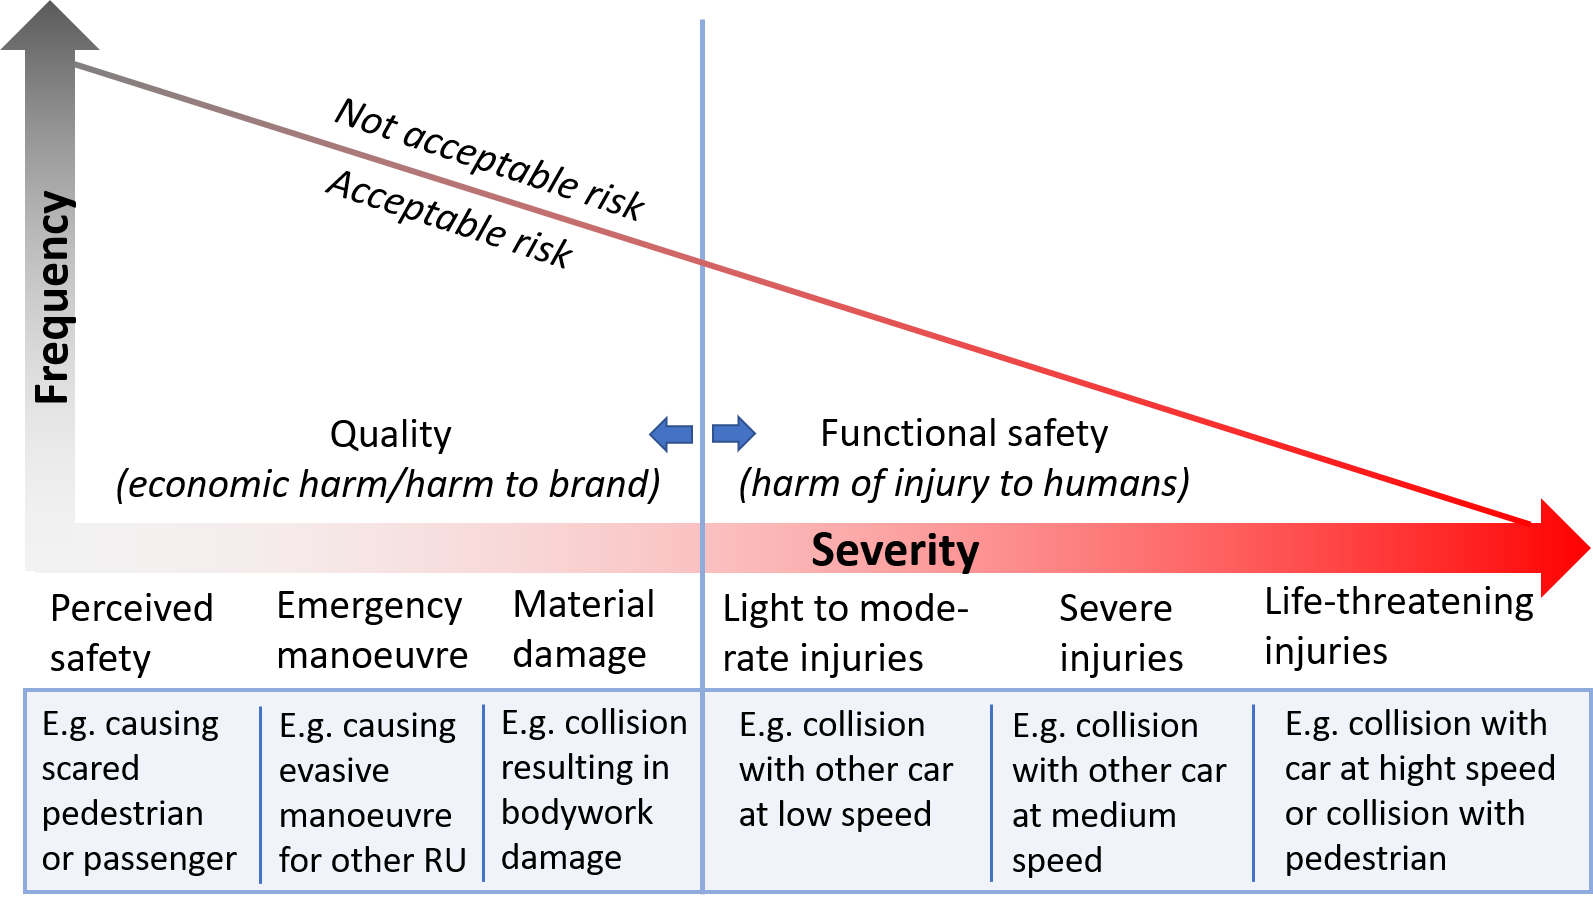 Frequency
Not acceptable risk
Acceptable risk
Quality
(economic harm/harm to brand)
Functional safety
(harm of injury to humans)
Severity
Perceived
safety
Emergency
manoeuvre
Material
damage
Light to mode-
rate injuries
Severe
injuries
Life-threatening
injuries
E.g. causing
scared
pedestrian
or passenger
E.g. causing
evasive
manoeuvre
for other RU
E.g. collision
resulting in
bodywork
damage
E.g. collision
with other car
at low speed
E.g. collision
with other car
at medium
speed
E.g. collision with
car at hight speed
or collision with
pedestrian